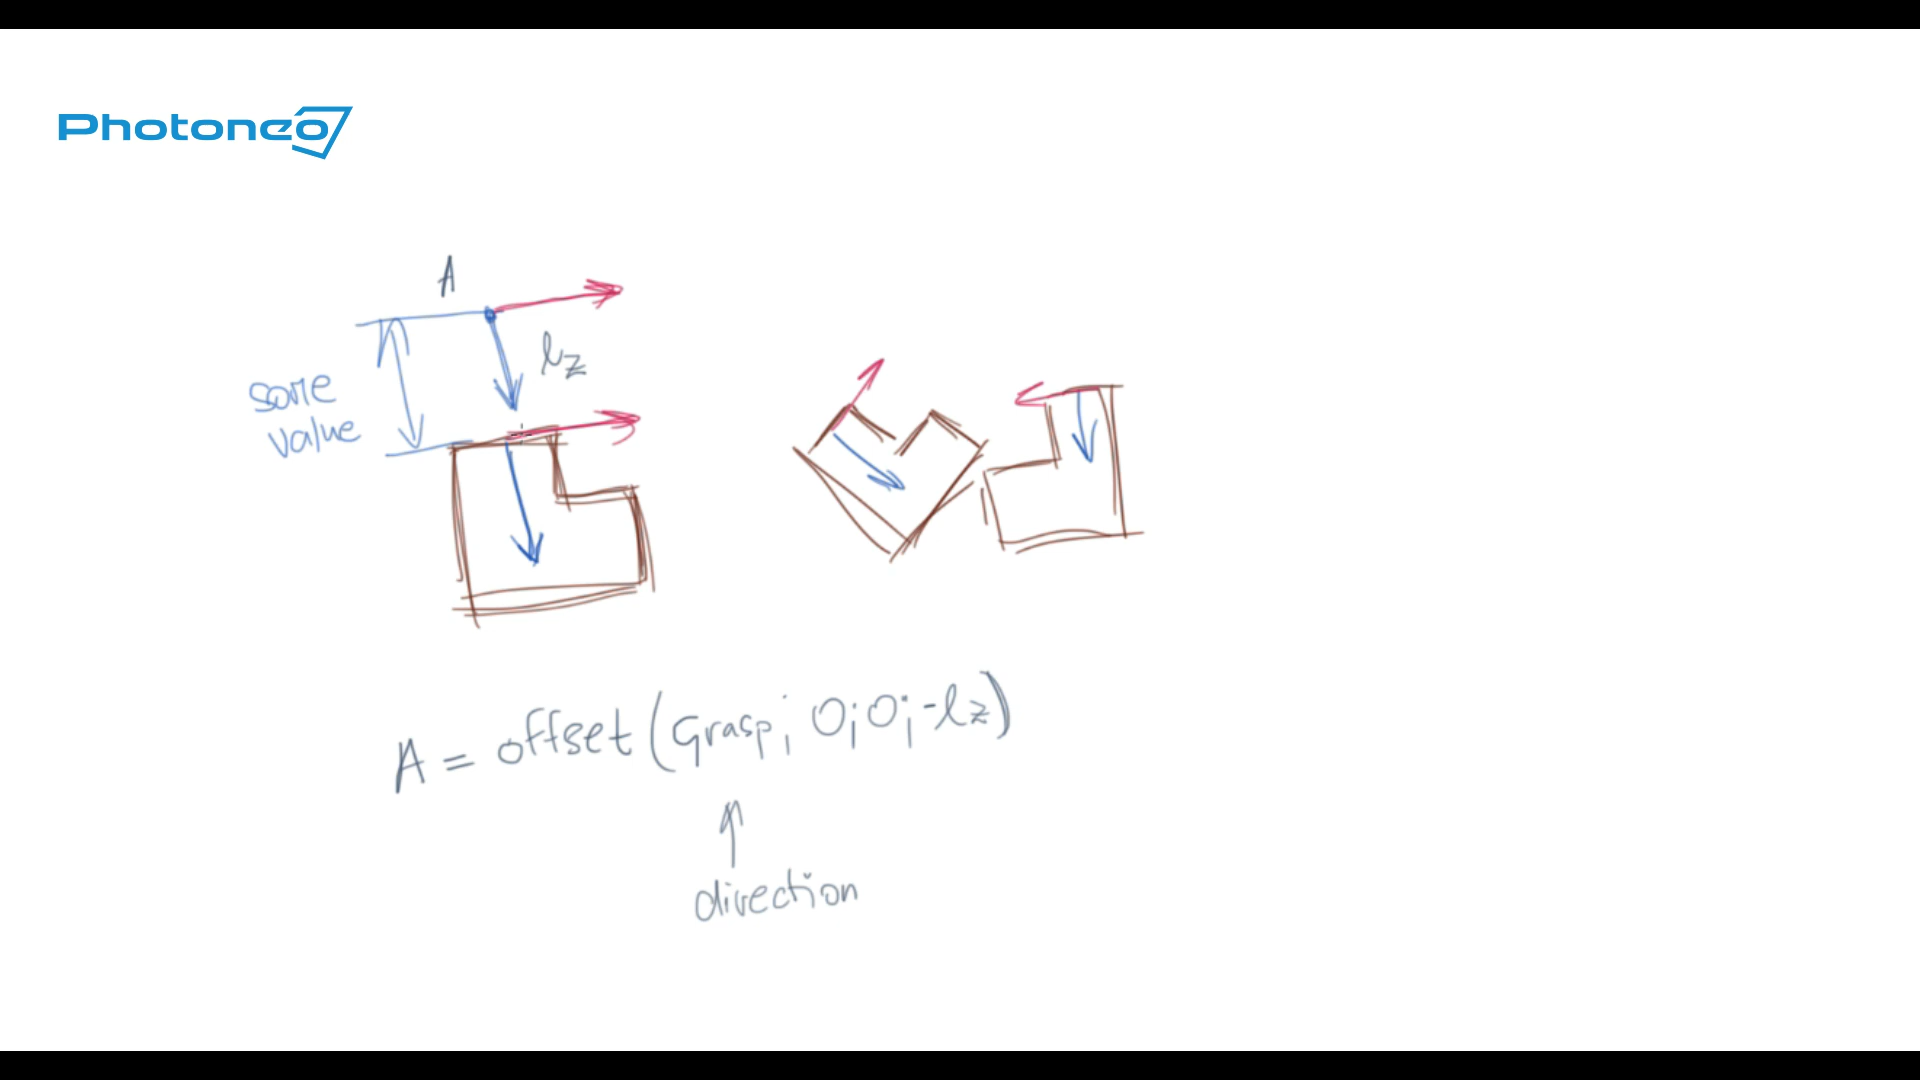 Photoneo
A
lz
some
value
A = offset (Grasp; 0; 0; -lz)
direction